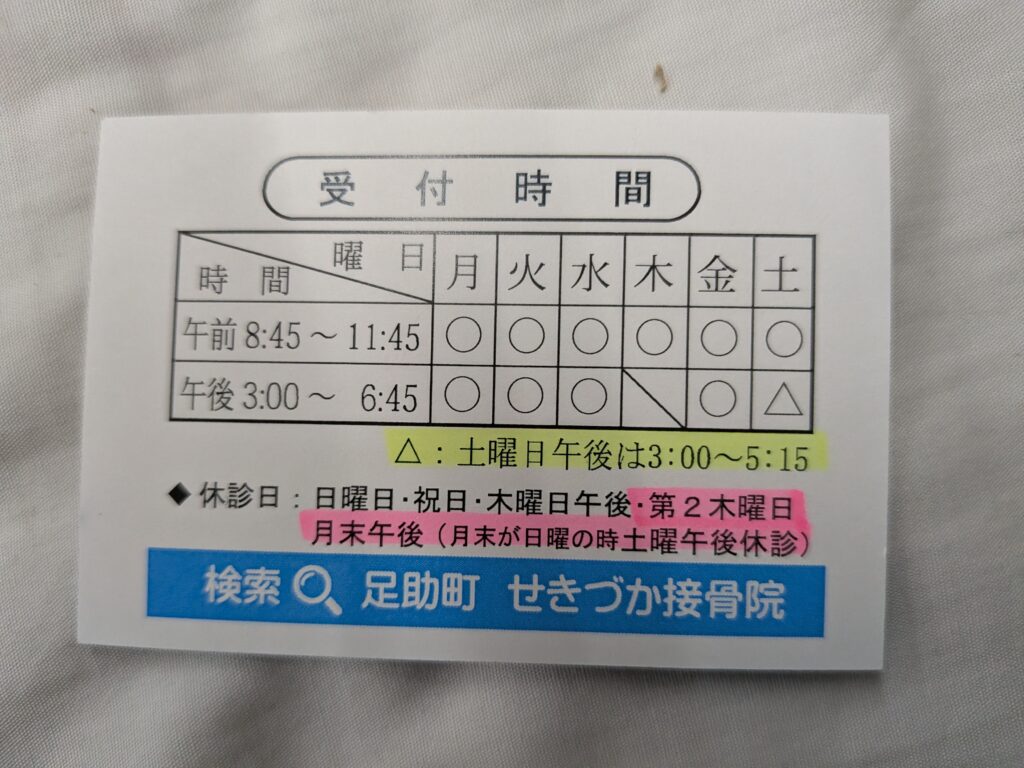 受付時間
曜日 時間 月 火 水 木 金 土
午前 8:45～11:45 ○ ○ ○ ○ ○ ○
午後 3:00～ 6:45 ○ ○ ○ ＼ ○ △
△：土曜日午後は3:00～5:15
◆休診日：日曜日・祝日・木曜日午後・第２木曜日
月末午後（月末が日曜の時土曜午後休診）
検索 足助町 せきづか接骨院